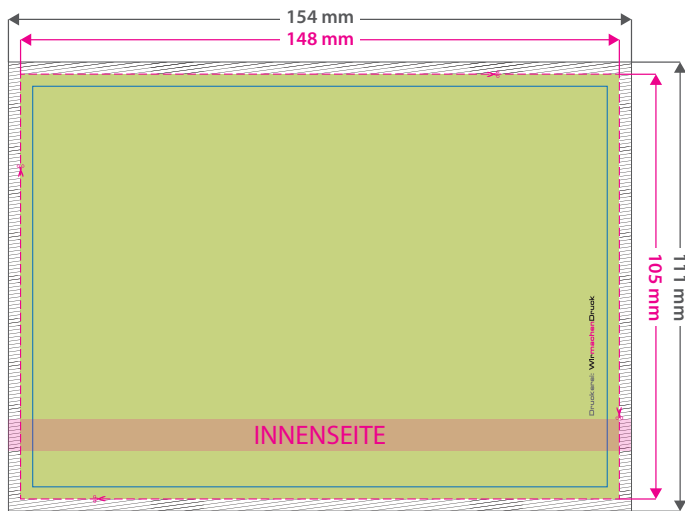 154 mm
148 mm
105 mm
111 mm
Druckerei: WIRmachenDRUCK
INNENSEITE